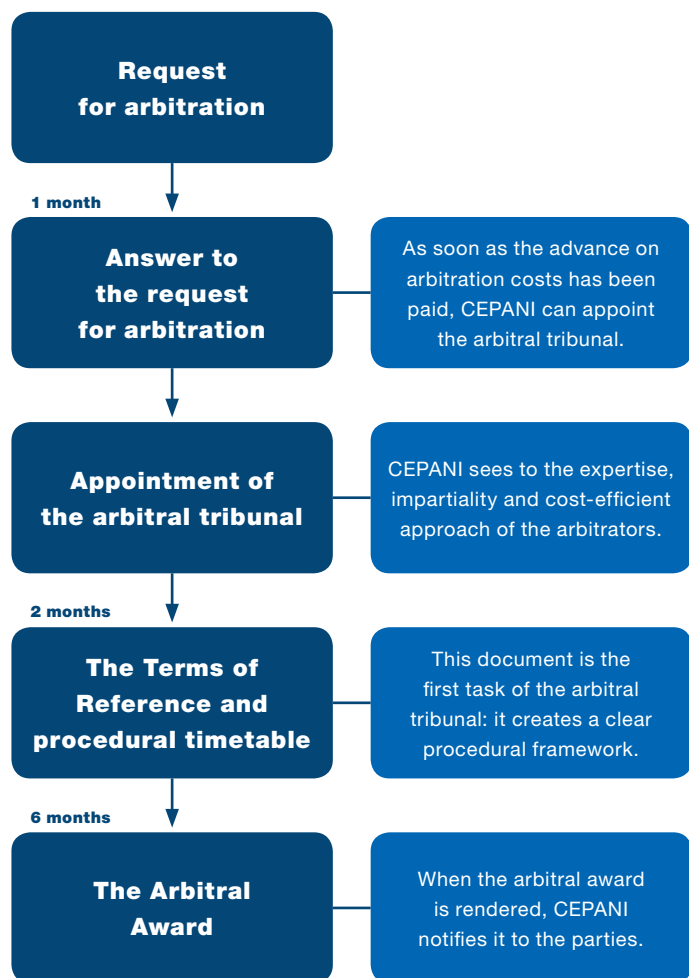 Request
for arbitration
1 month
Answer to
the request
for arbitration
As soon as the advance on
arbitration costs has been
paid, CEPANI can appoint
the arbitral tribunal.
Appointment of
the arbitral tribunal
CEPANI sees to the expertise,
impartiality and cost-efficient
approach of the arbitrators.
2 months
The Terms of
Reference and
procedural timetable
This document is the
first task of the arbitral
tribunal: it creates a clear
procedural framework.
6 months
The Arbitral
Award
When the arbitral award
is rendered, CEPANI
notifies it to the parties.